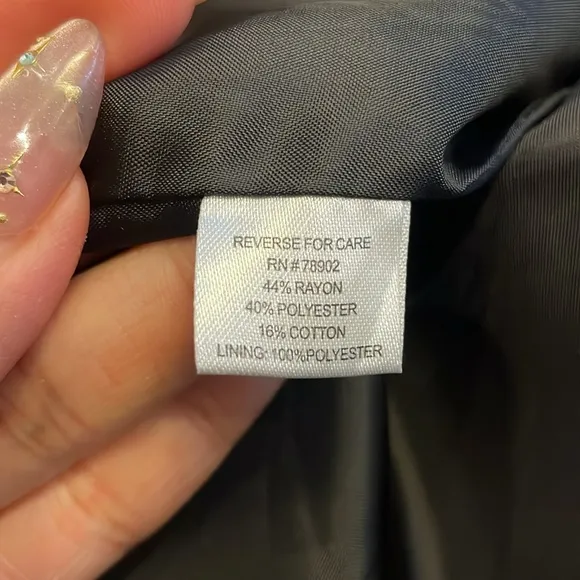 REVERSE FOR CARE
RN # 78902
44% RAYON
40% POLYESTER
16% COTTON
LINING: 100%POLYESTER